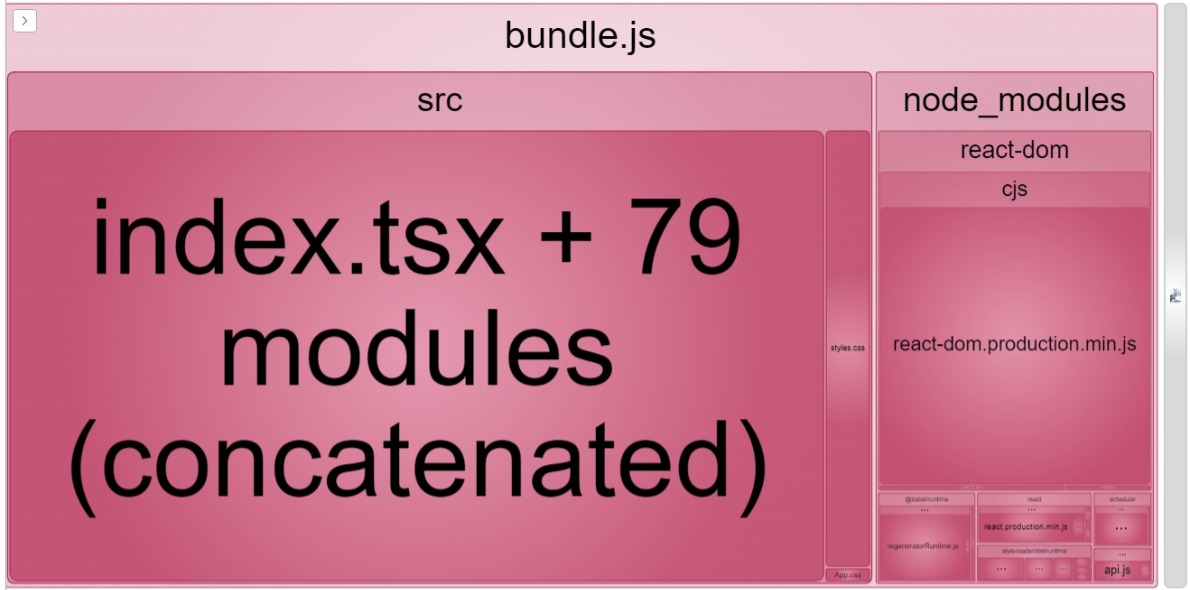 bundle.js
src
node_modules
index.tsx + 79
modules
(concatenated)
styles.css
App.css
react-dom
cjs
react-dom.production.min.js
@babel/runtime
...
regeneratorRuntime.js
react
...
react.production.min.js
...
style-loader/dist/runtime
...
...
...
scheduler
...
...
...
api.js